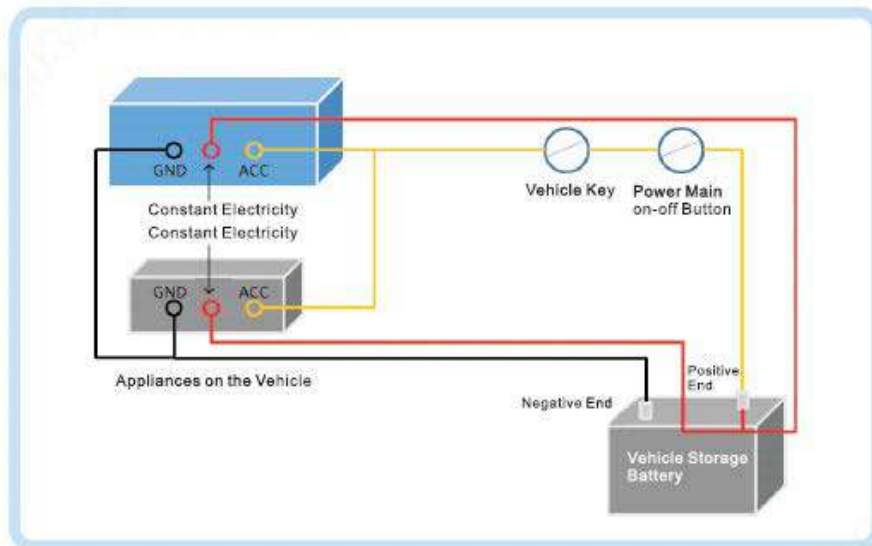 GND
ACC
Constant Electricity
Constant Electricity
GND
ACC
Appliances on the Vehicle
Vehicle Key
Power Main
on-off Button
Negative End
Positive
End
Vehicle Storage
Battery